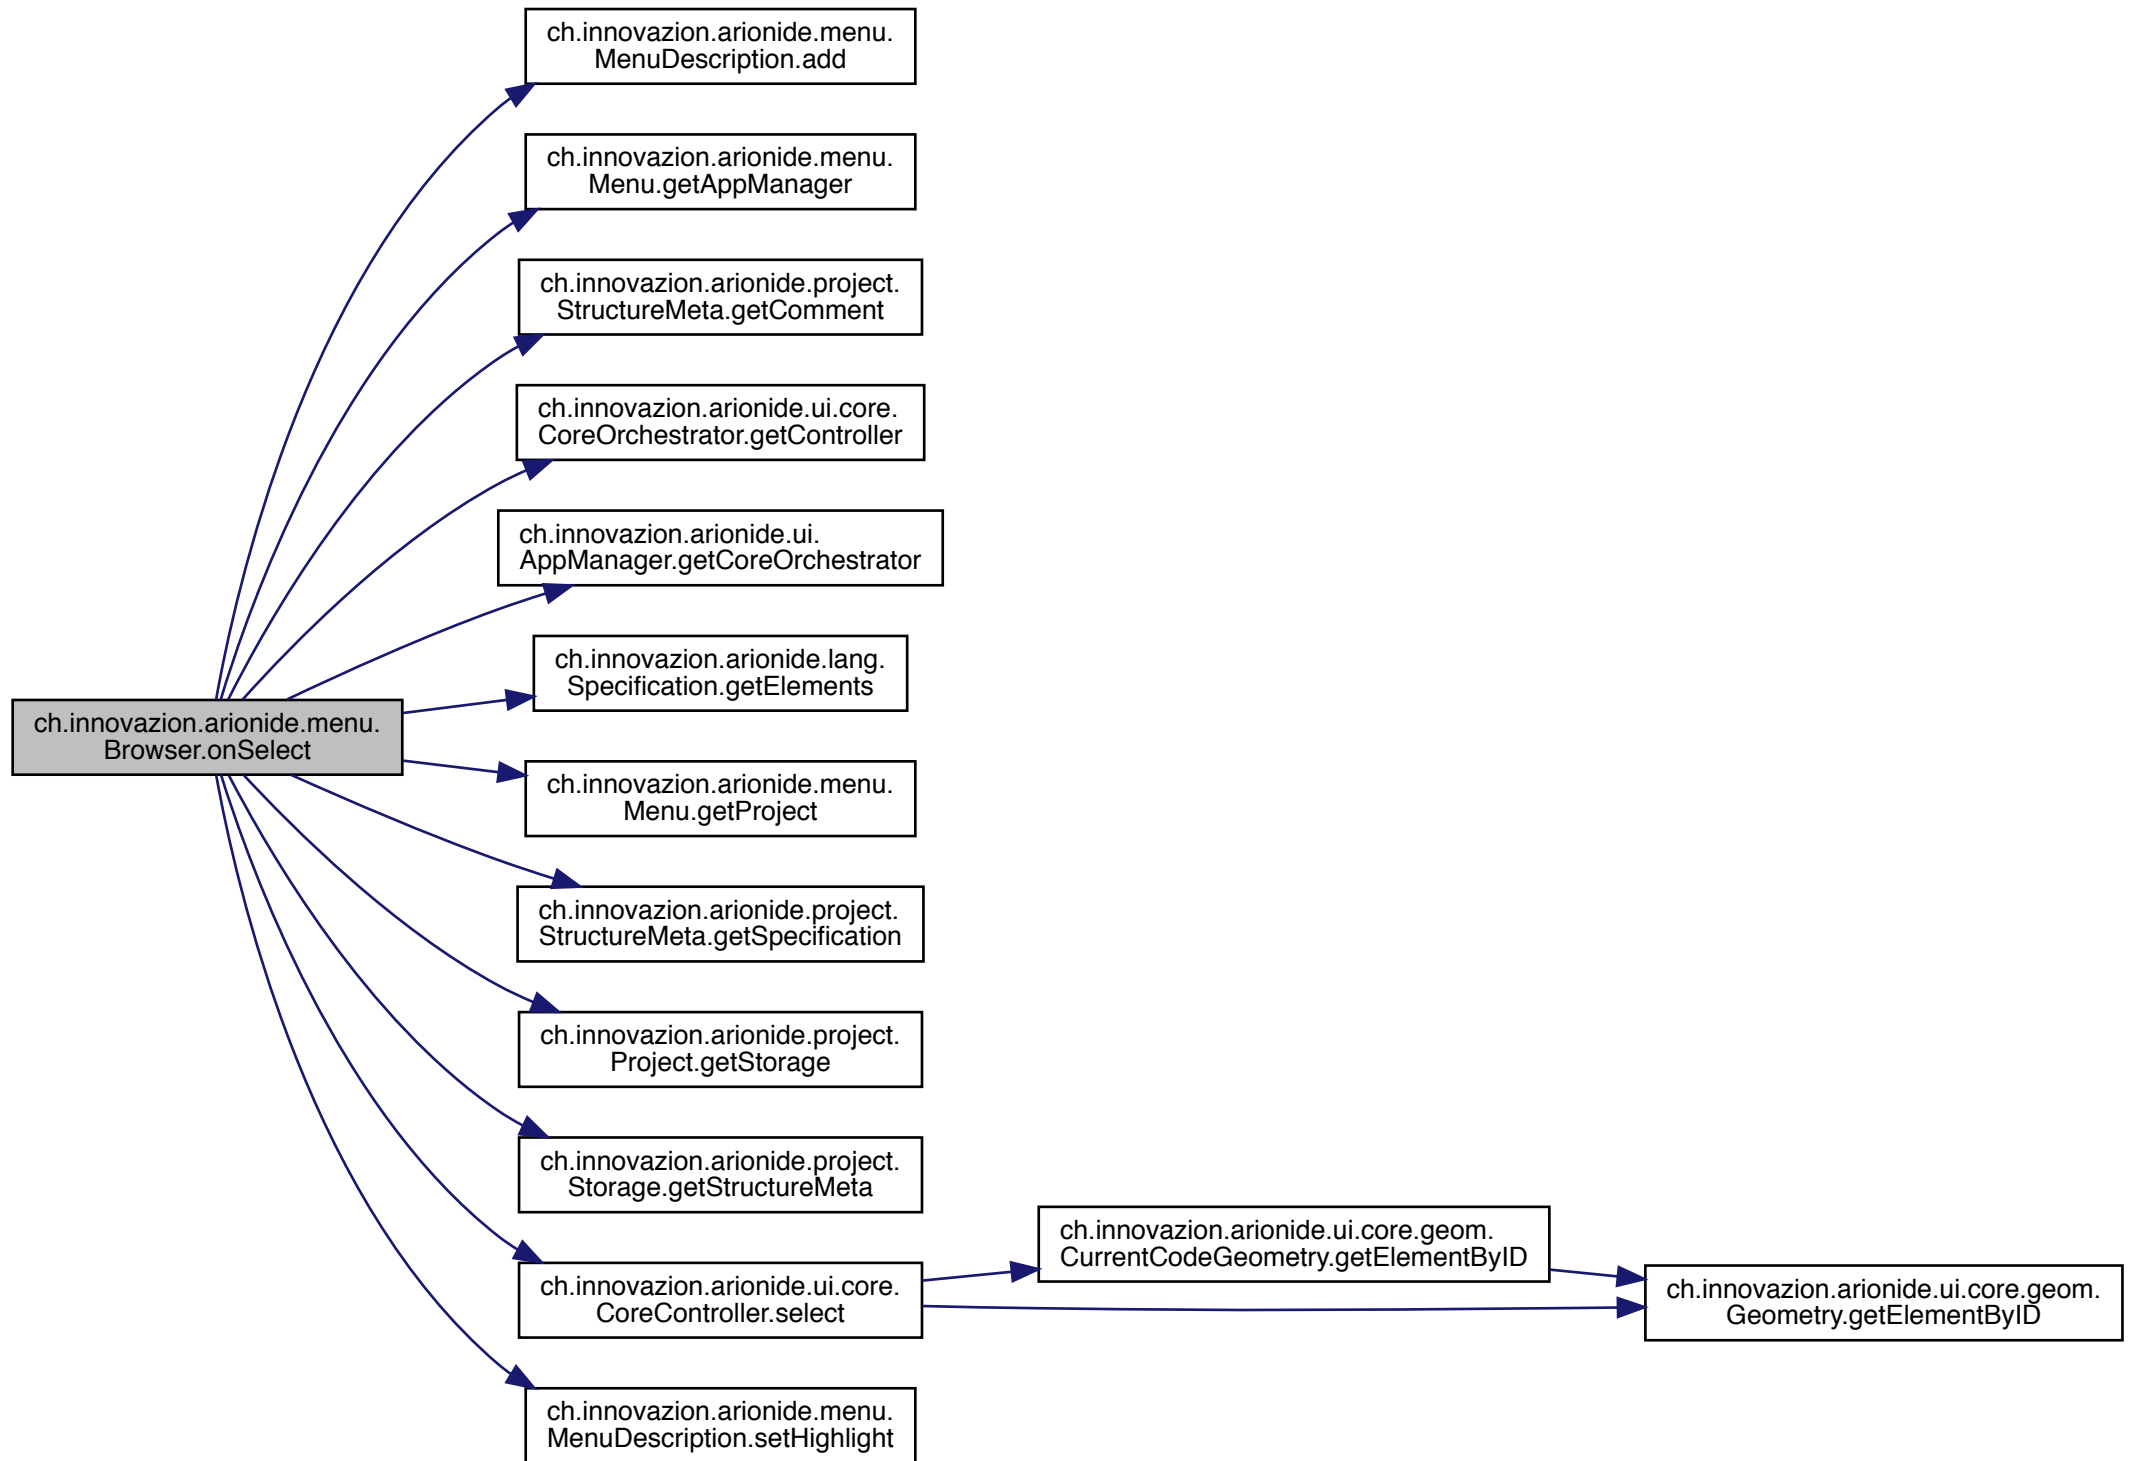 ch.innovazion.arionide.menu.
MenuDescription.add
ch.innovazion.arionide.menu.
Menu.getAppManager
ch.innovazion.arionide.project.
StructureMeta.getComment
ch.innovazion.arionide.ui.core.
CoreOrchestrator.getController
ch.innovazion.arionide.ui.
AppManager.getCoreOrchestrator
ch.innovazion.arionide.lang.
Specification.getElements
ch.innovazion.arionide.menu.
Browser.onSelect
ch.innovazion.arionide.menu.
Menu.getProject
ch.innovazion.arionide.project.
StructureMeta.getSpecification
ch.innovazion.arionide.project.
Project.getStorage
ch.innovazion.arionide.project.
Storage.getStructureMeta
ch.innovazion.arionide.ui.core.
CoreController.select
ch.innovazion.arionide.ui.core.geom.
CurrentCodeGeometry.getElementByID
ch.innovazion.arionide.ui.core.geom.
Geometry.getElementByID
ch.innovazion.arionide.menu.
MenuDescription.setHighlight